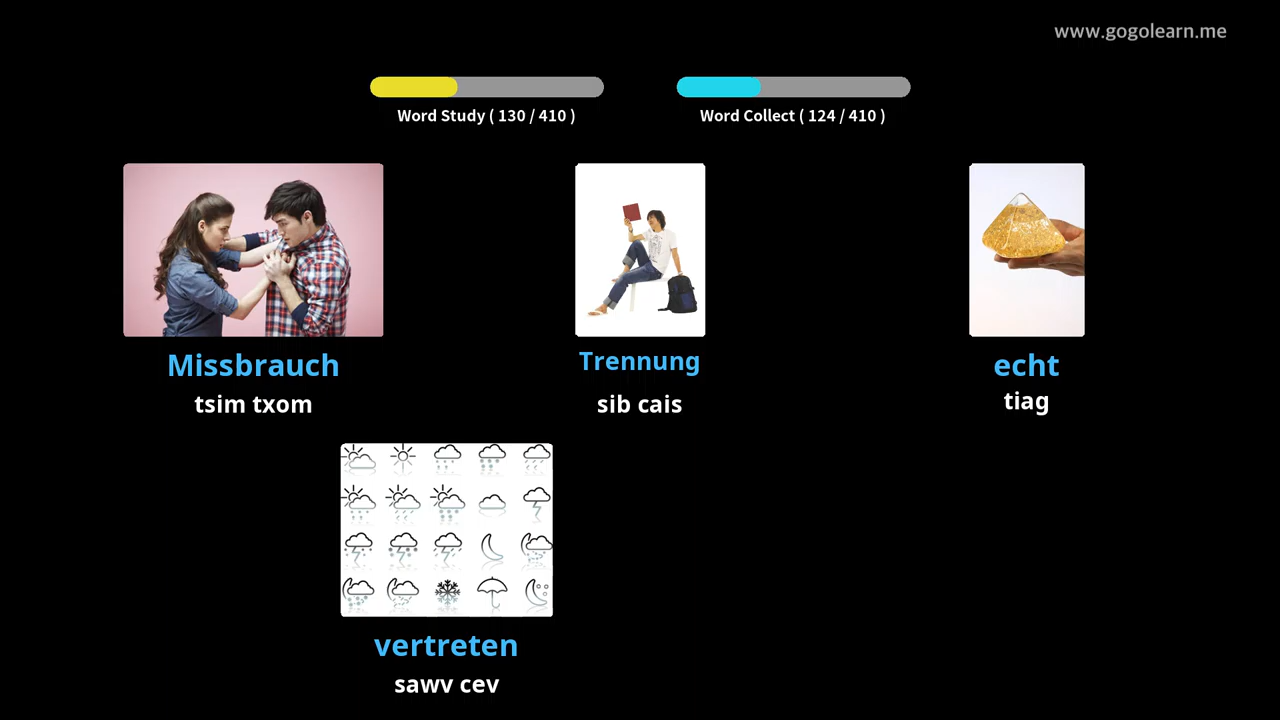 www.gogolearn.me
Word Study ( 130 / 410 )
Word Collect ( 124 / 410 )
Missbrauch
tsim txom
Trennung
sib cais
echt
tiag
vertreten
sawv cev